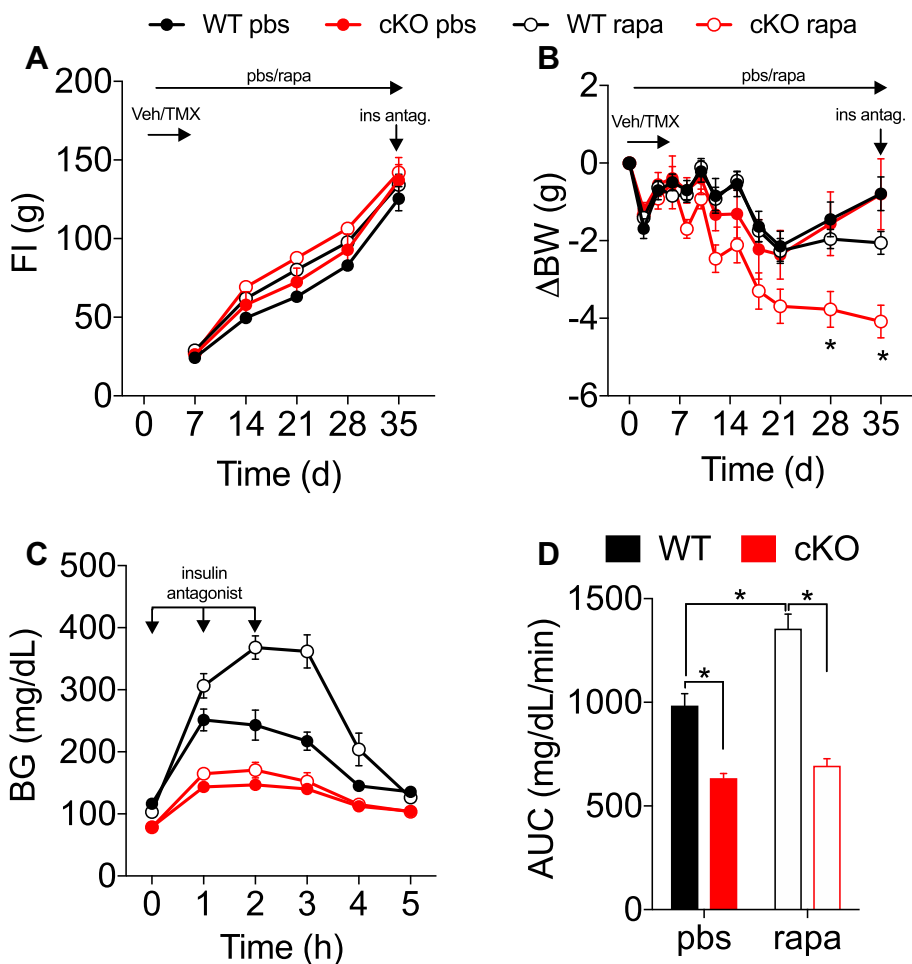 WT pbs cKO pbs WT rapa cKO rapa
A
pbs/rapa
Veh/TMX
ins antag.
200
150
100
50
0
FI (g)
0 7 14 21 28 35
Time (d)
B
pbs/rapa
Veh/TMX
ins antag.
2
0
-2
-4
-6
ΔBW (g)
*
*
0 7 14 21 28 35
Time (d)
C
insulin
antagonist
500
400
300
200
100
0
BG (mg/dL)
0 1 2 3 4 5
Time (h)
D
WT cKO
1500
1000
500
0
AUC (mg/dL/min)
* *
*
pbs rapa